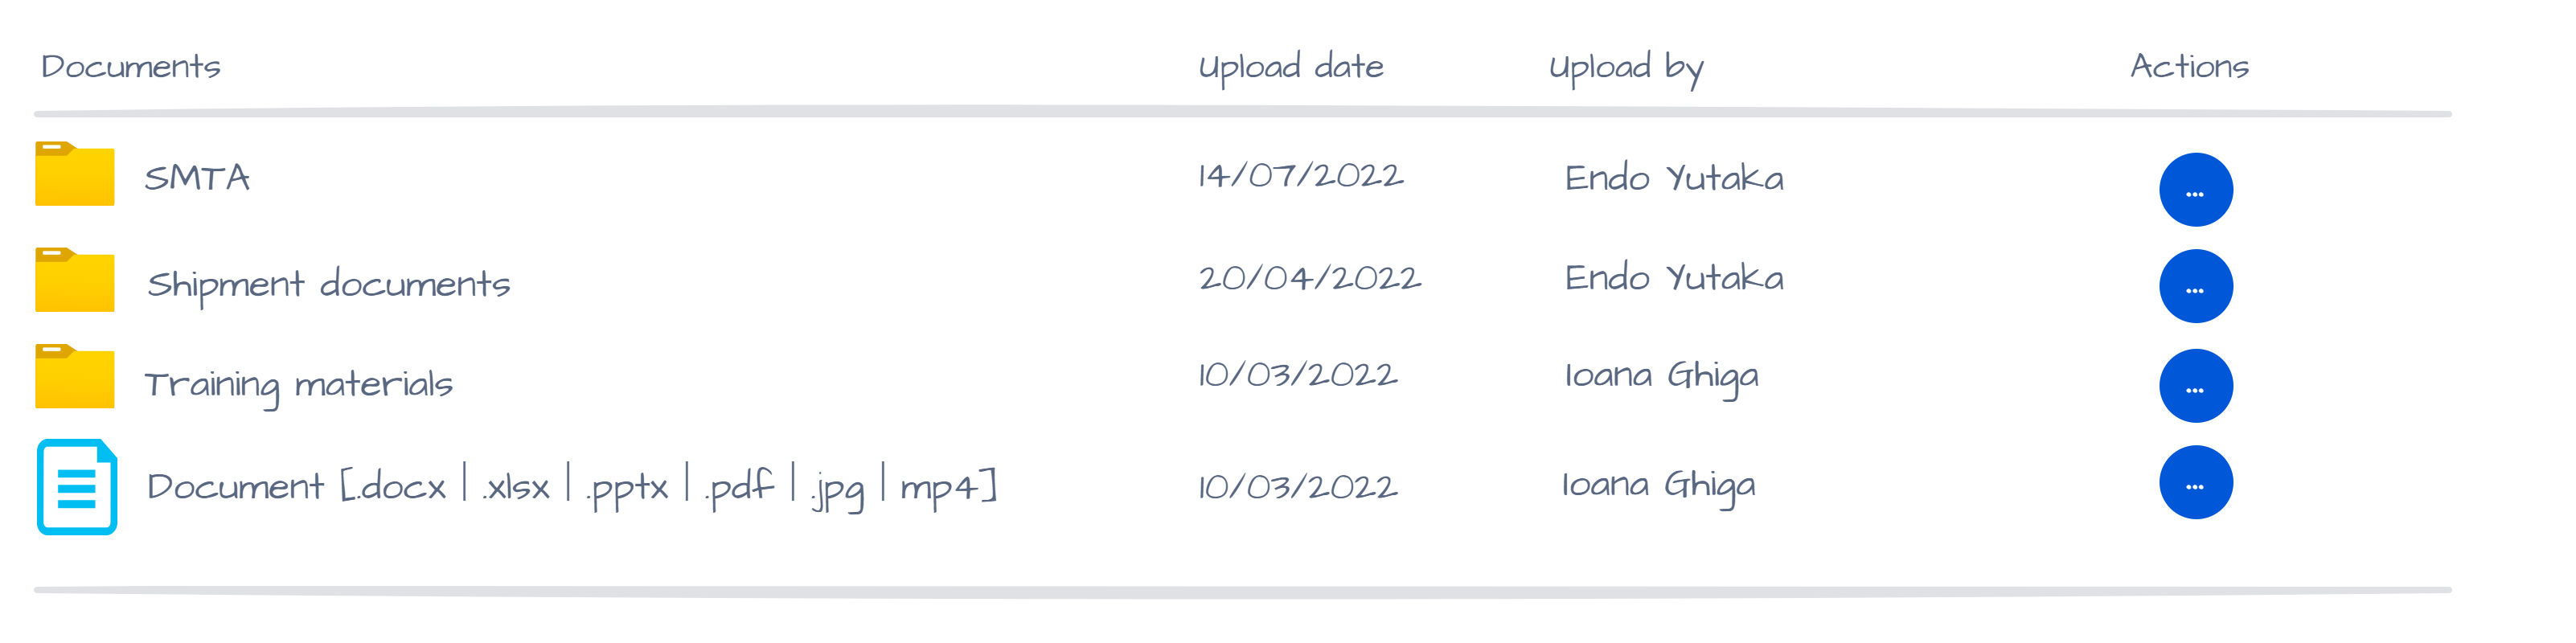 Documents Upload date Upload by Actions
SMTA 14/07/2022 Endo Yutaka ...
Shipment documents 20/04/2022 Endo Yutaka ...
Training materials 10/03/2022 Ioana Ghiga ...
Document [.docx | .xlsx | .pptx | .pdf | .jpg | mp4] 10/03/2022 Ioana Ghiga ...